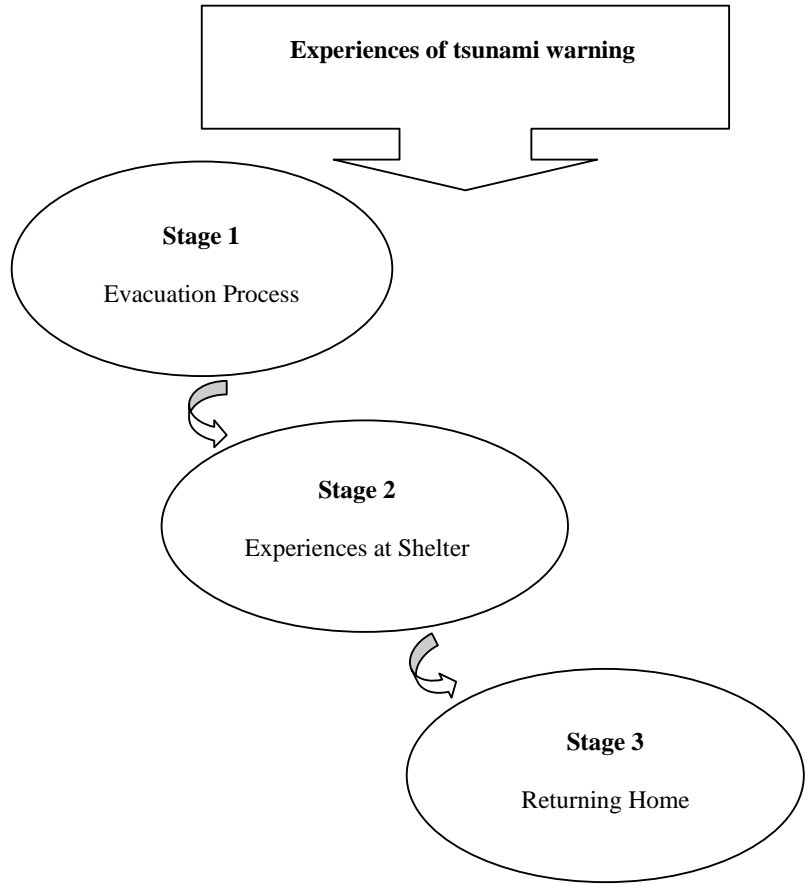 Experiences of tsunami warning
Stage 1
Evacuation Process
Stage 2
Experiences at Shelter
Stage 3
Returning Home